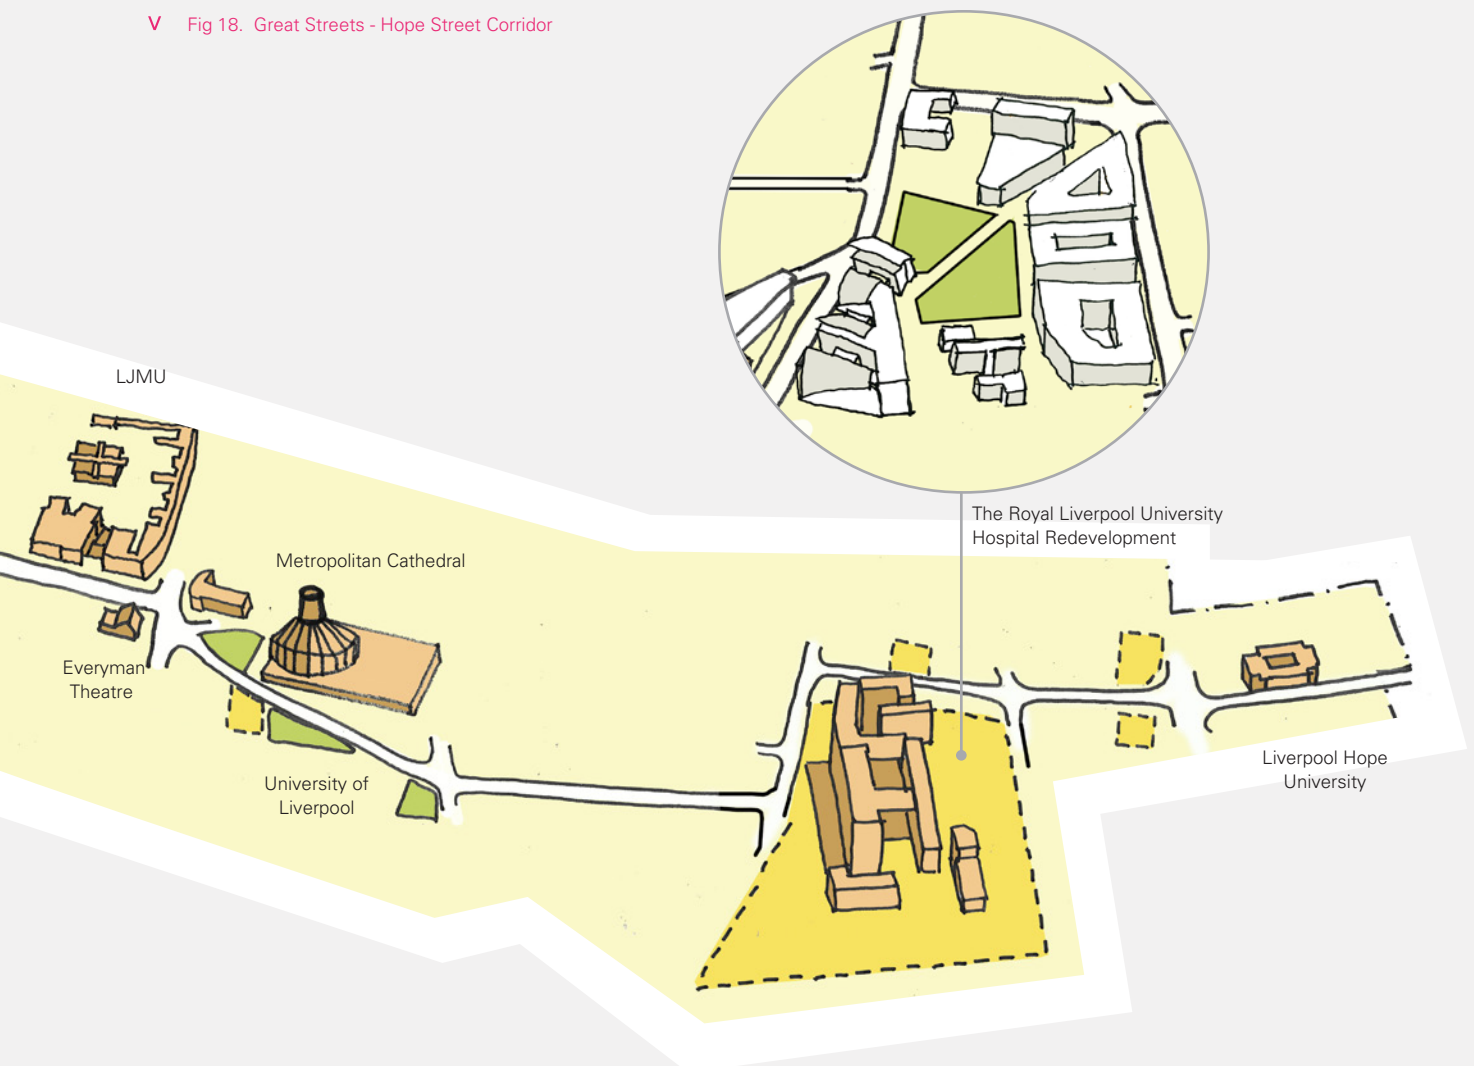 V Fig 18. Great Streets - Hope Street Corridor
LJMU
The Royal Liverpool University
Hospital Redevelopment
Metropolitan Cathedral
Everyman
Theatre
University of
Liverpool
Liverpool Hope
University